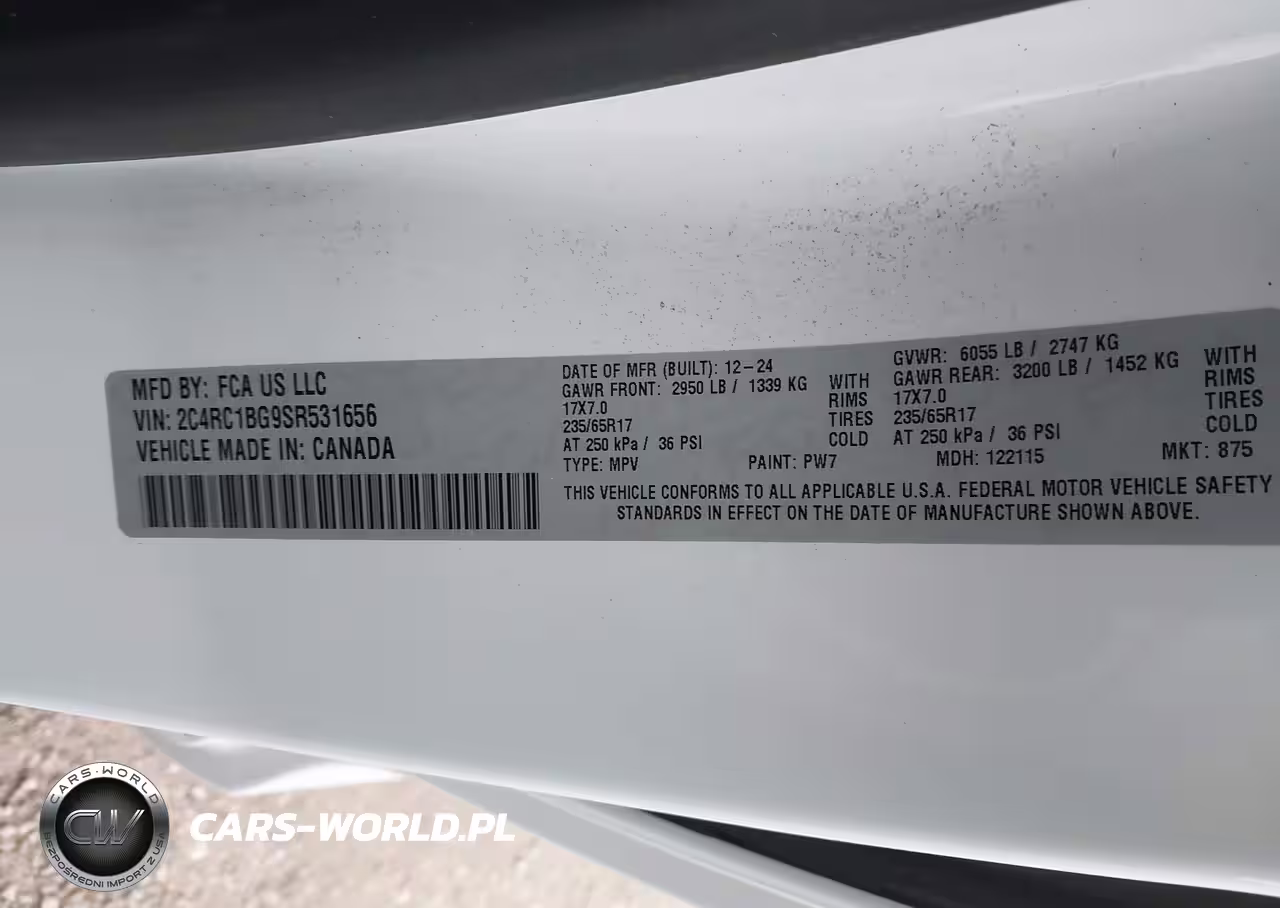 MFD BY: FCA US LLC
VIN: 2C4RC1BG9SR531656
VEHICLE MADE IN: CANADA
DATE OF MFR (BUILT): 12-24
GAWR FRONT: 2950 LB / 1339 KG WITH
17X7.0 RIMS
235/65R17 TIRES
AT 250 kPa / 36 PSI COLD
GVWR: 6055 LB / 2747 KG
GAWR REAR: 3200 LB / 1452 KG WITH
17X7.0 RIMS
235/65R17 TIRES
AT 250 kPa / 36 PSI COLD
TYPE: MPV PAINT: PW7 MDH: 122115 MKT: 875
THIS VEHICLE CONFORMS TO ALL APPLICABLE U.S.A. FEDERAL MOTOR VEHICLE SAFETY
STANDARDS IN EFFECT ON THE DATE OF MANUFACTURE SHOWN ABOVE.
CARS-WORLD
CW
BEZPOŚREDNI IMPORT Z USA
CARS-WORLD.PL